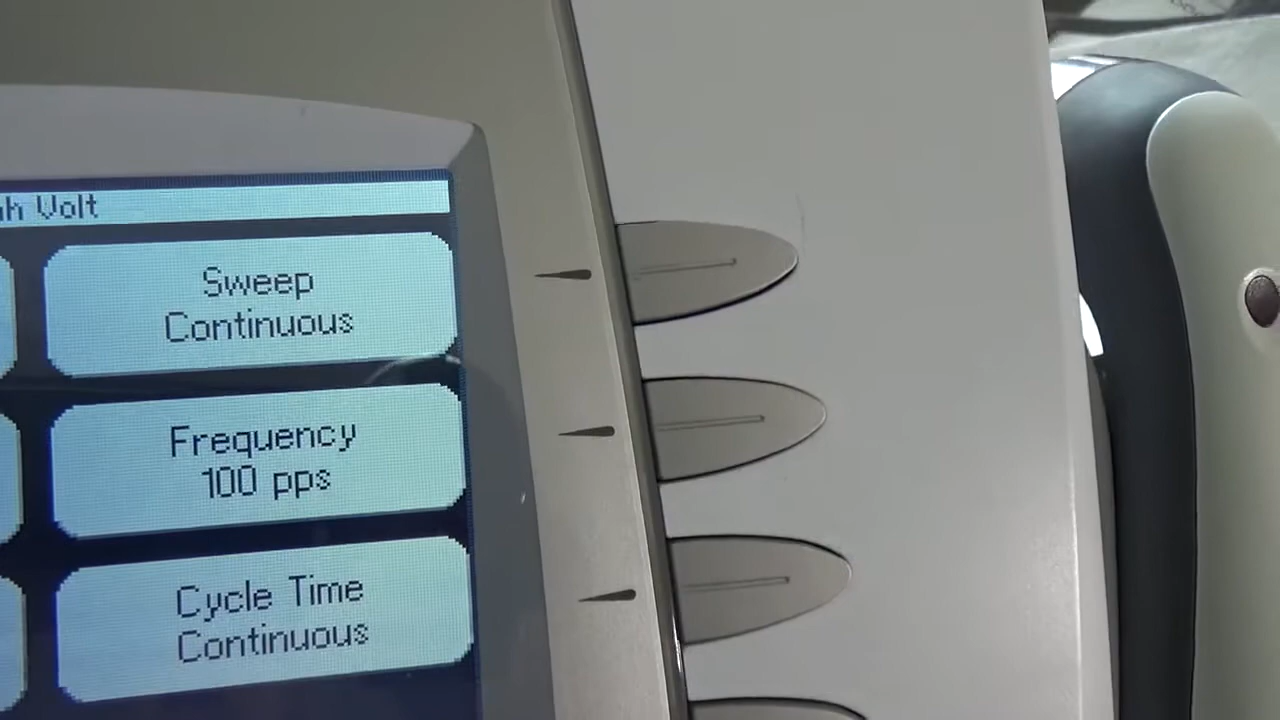 Volt
Sweep
Continuous
Frequency
100 pps
Cycle Time
Continuous